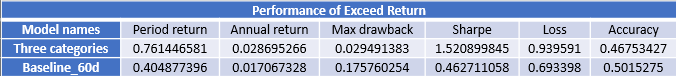 Performance of Exceed Return
Model names Period return Annual return Max drawback Sharpe Loss Accuracy
Three categories 0.761446581 0.028695266 0.029491383 1.520899845 0.939591 0.46753427
Baseline_60d 0.404877396 0.017067328 0.175760254 0.462711058 0.693398 0.5015275